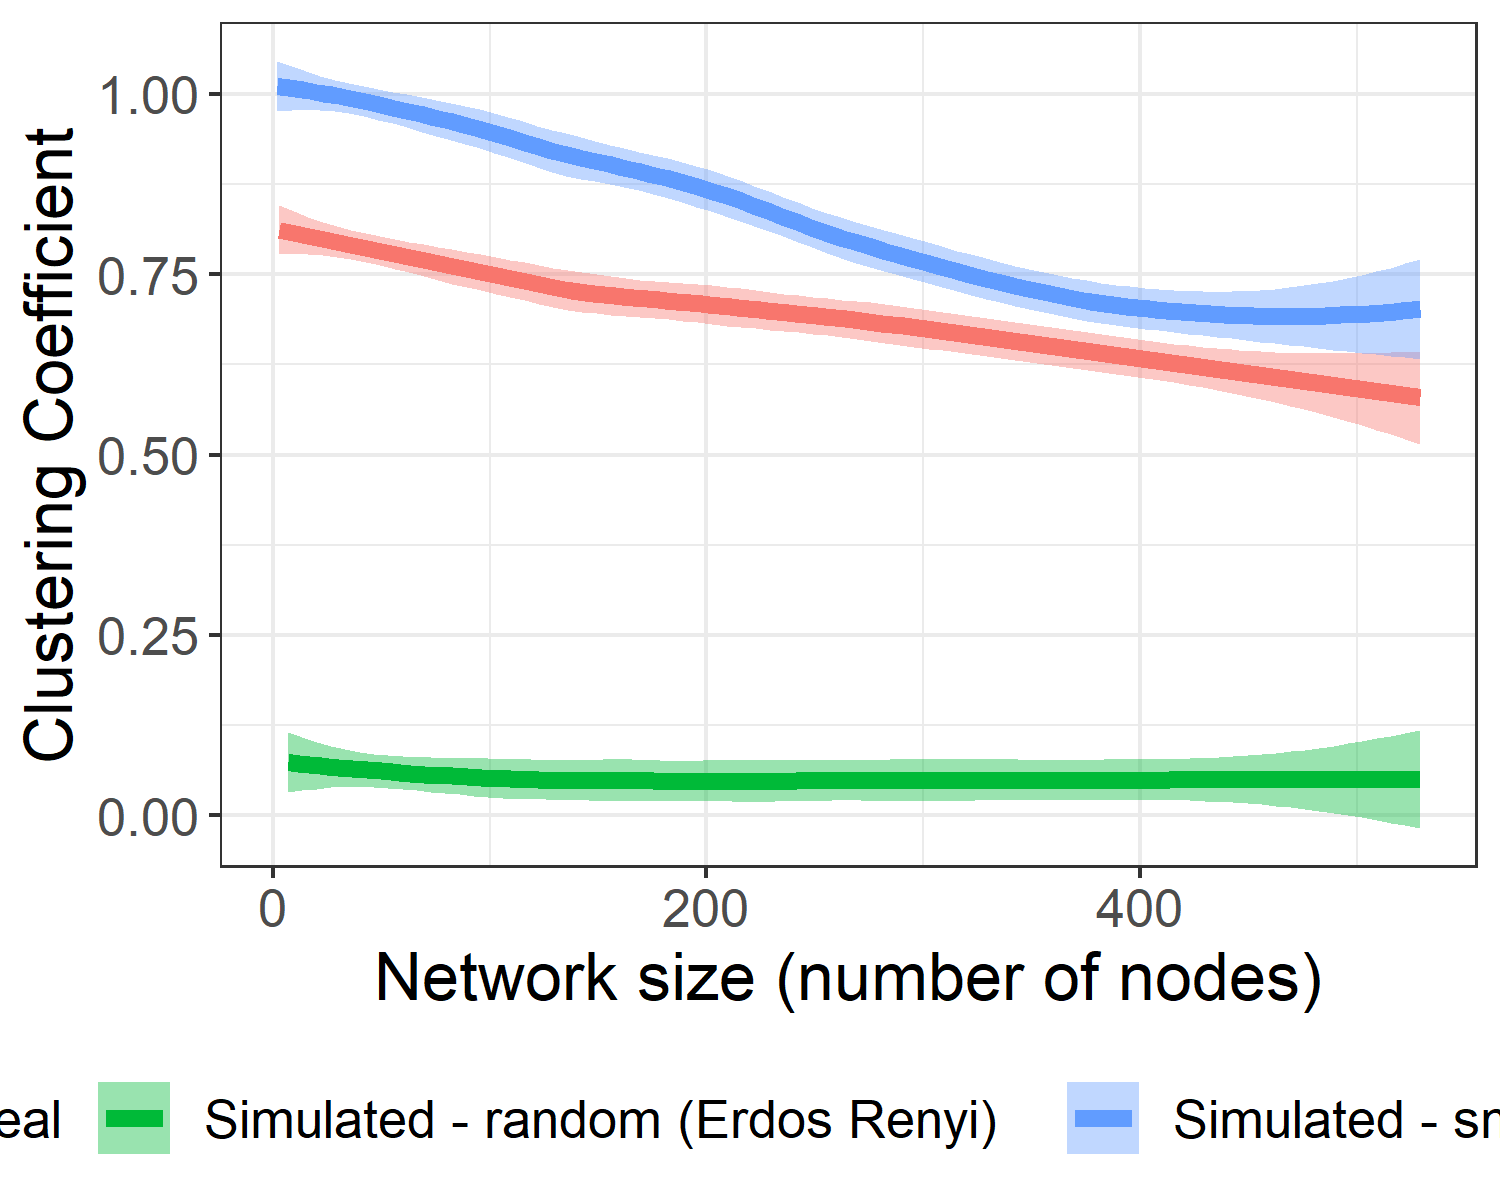 Clustering Coefficient
1.00
0.75
0.50
0.25
0.00
0 200 400
Network size (number of nodes)
eal Simulated - random (Erdos Renyi) Simulated -